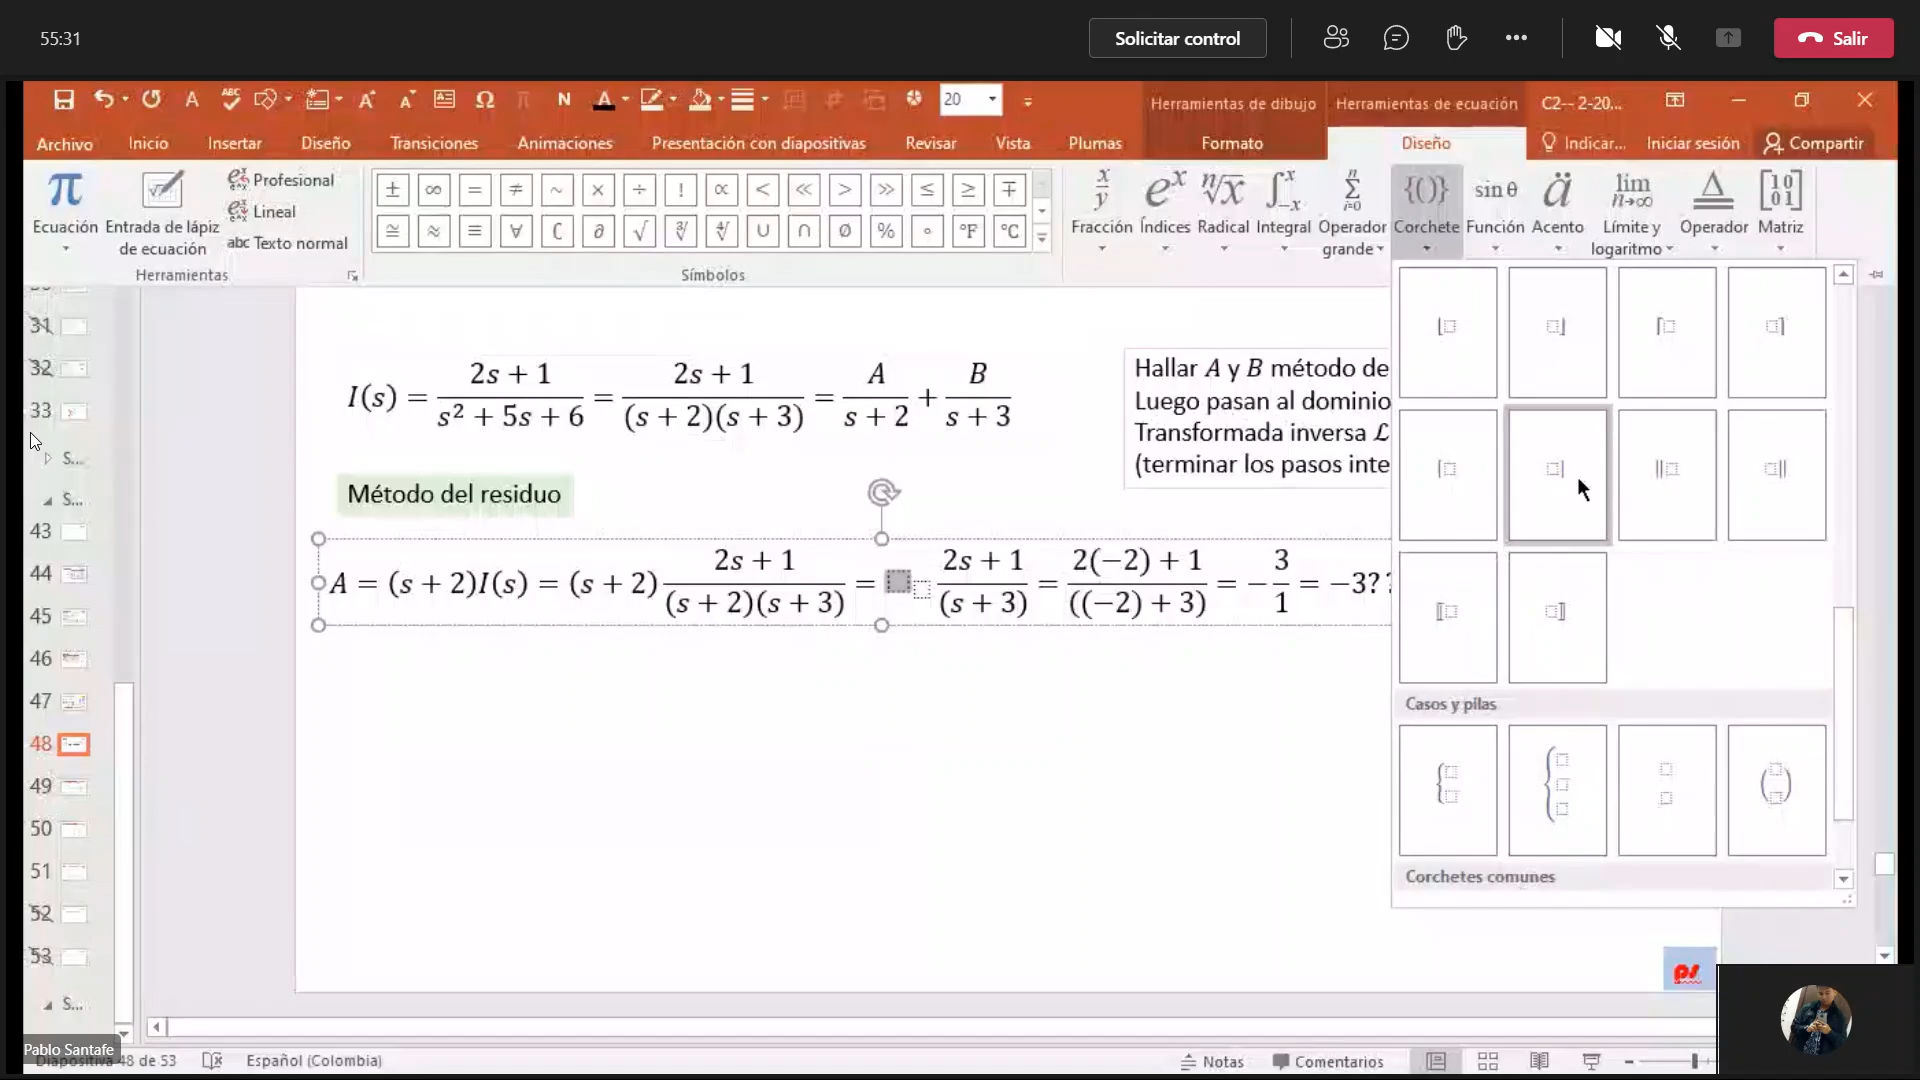 55:31
Solicitar control
Salir
20
Herramientas de dibujo
Herramientas de ecuación
C2-- 2-20...
Archivo
Inicio
Insertar
Diseño
Transiciones
Animaciones
Presentación con diapositivas
Revisar
Vista
Plumas
Formato
Diseño
Indicar...
Iniciar sesión
Compartir
Ecuación
Entrada de lápiz
de ecuación
Profesional
Lineal
abc Texto normal
Herramientas
± ∞ = ≠ ~ × ÷ ! ∝ < ≪ > ≫ ≤ ≥ ∓
≅ ≈ ≡ ∀ ∁ ∂ √ ∛ ∜ ∪ ∩ ∅ % ° °F °C
Símbolos
Fracción
Índices
Radical
Integral
Operador
grande
Corchete
Función
Acento
Límite y
logaritmo
Operador
Matriz
31
32
33
S...
S...
43
44
45
46
47
48
49
50
51
52
53
S...
I(s) = (2s + 1)/(s² + 5s + 6) = (2s + 1)/((s + 2)(s + 3)) = A/(s + 2) + B/(s + 3)
Hallar A y B método de
Luego pasan al dominio
Transformada inversa ℒ
(terminar los pasos inte
Método del residuo
A = (s + 2)I(s) = (s + 2) (2s + 1)/((s + 2)(s + 3)) = (2s + 1)/((s + 3)) = (2(−2) + 1)/(((−2) + 3)) = −3/1 = −3??
Casos y pilas
Corchetes comunes
ps
Pablo Santafe
Diapositiva 48 de 53
Español (Colombia)
Notas
Comentarios